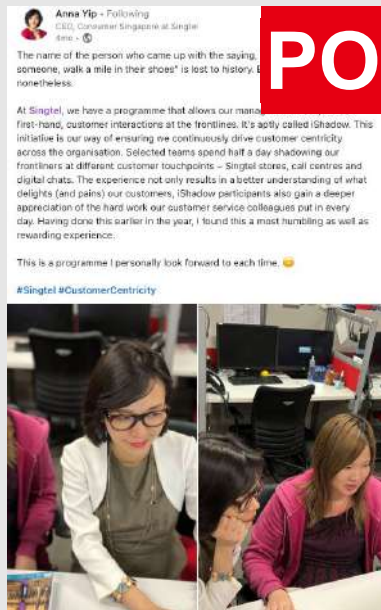 Anna Yip • Following
CEO, Consumer Singapore at Singtel
4mo •
PO
The name of the person who came up with the saying,
someone, walk a mile in their shoes" is lost to history.
nonetheless.
At Singtel, we have a programme that allows our
first-hand, customer interactions at the frontlines. It's aptly called iShadow. This
initiative is our way of ensuring we continuously drive customer centricity
across the organisation. Selected teams spend half a day shadowing our
frontliners at different customer touchpoints – Singtel stores, call centres and
digital chats. The experience not only results in a better understanding of what
delights (and pains) our customers, iShadow participants also gain a deeper
appreciation of the hard work our customer service colleagues put in every
day. Having done this earlier in the year, I found this a most humbling as well as
rewarding experience.
This is a programme I personally look forward to each time. 😊
#Singtel #CustomerCentricity